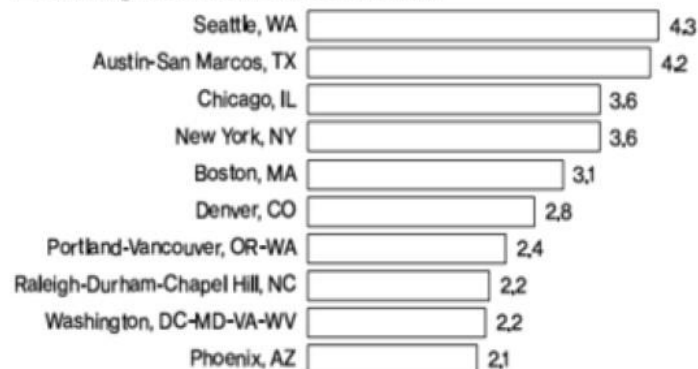 Seattle, WA 4.3
Austin-San Marcos, TX 4.2
Chicago, IL 3.6
New York, NY 3.6
Boston, MA 3.1
Denver, CO 2.8
Portland-Vancouver, OR-WA 2.4
Raleigh-Durham-Chapel Hill, NC 2.2
Washington, DC-MD-VA-WV 2.2
Phoenix, AZ 2.1